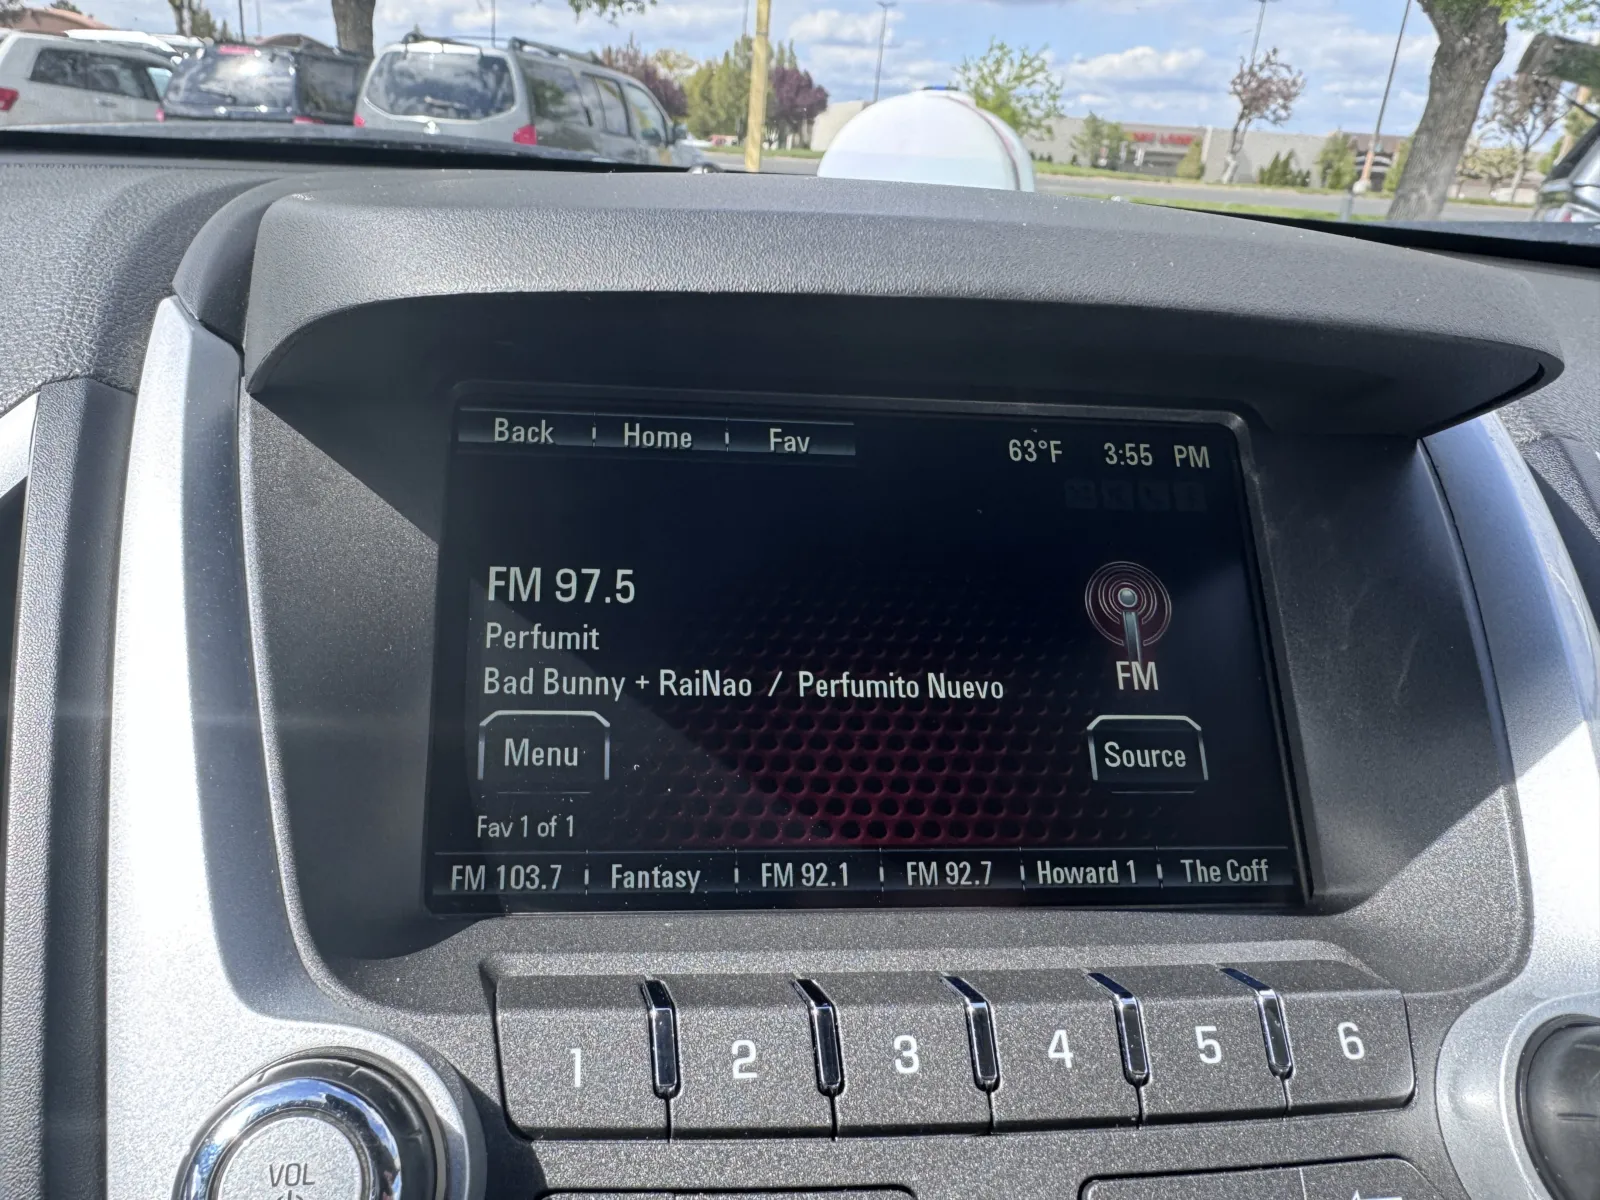 Back Home Fav 63°F 3:55 PM
FM 97.5
Perfumit
Bad Bunny + RaiNao / Perfumito Nuevo
FM
Menu Source
Fav 1 of 1
FM 103.7 Fantasy FM 92.1 FM 92.7 Howard 1 The Coff
1 2 3 4 5 6
VOL